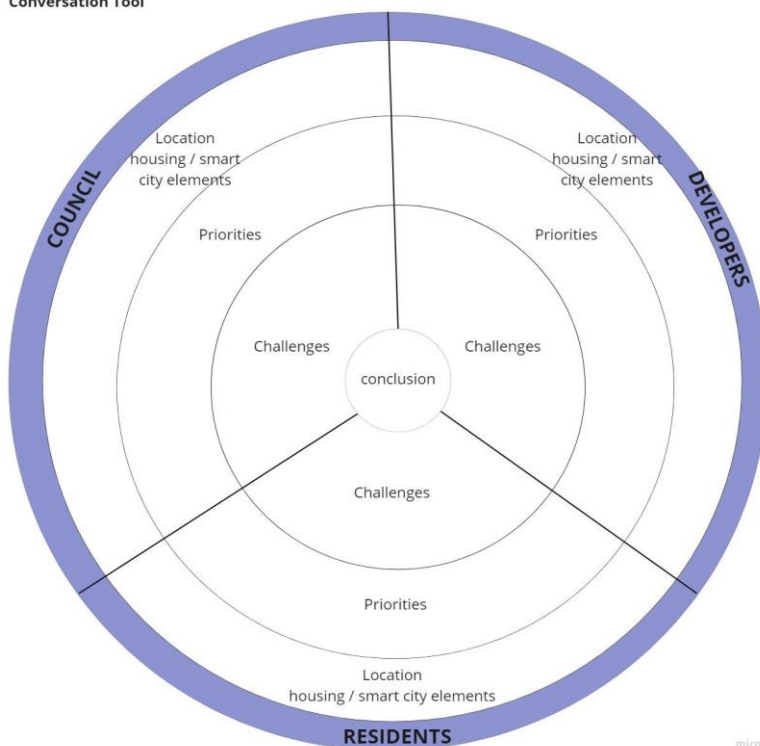 Conversation Tool
COUNCIL
DEVELOPERS
RESIDENTS
Location
housing / smart
city elements
Location
housing / smart
city elements
Priorities
Priorities
Challenges
Challenges
conclusion
Challenges
Priorities
Location
housing / smart city elements
miro